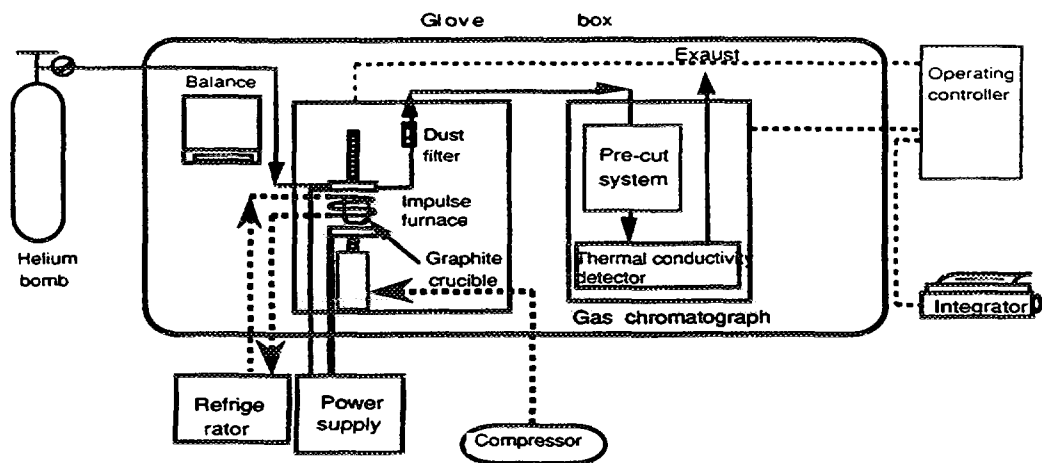 Glove box
Exaust
Balance
Operating
controller
Dust
filter
Pre-cut
system
Impulse
furnace
Helium
bomb
Graphite
crucible
Thermal conductivity
detector
Integrator
Gas chromatograph
Refrige
rator
Power
supply
Compressor